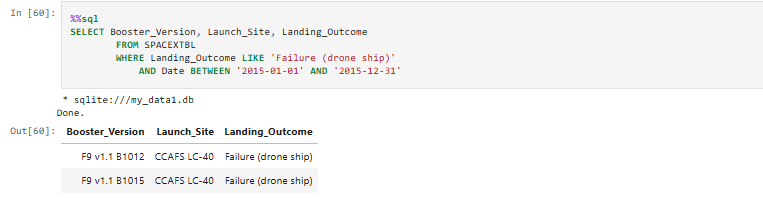 In [60]:
%%sql
SELECT Booster_Version, Launch_Site, Landing_Outcome
FROM SPACEXTBL
WHERE Landing_Outcome LIKE 'Failure (drone ship)'
AND Date BETWEEN '2015-01-01' AND '2015-12-31'
* sqlite:///my_data1.db
Done.
Out[60]: Booster_Version Launch_Site Landing_Outcome
F9 v1.1 B1012 CCAFS LC-40 Failure (drone ship)
F9 v1.1 B1015 CCAFS LC-40 Failure (drone ship)